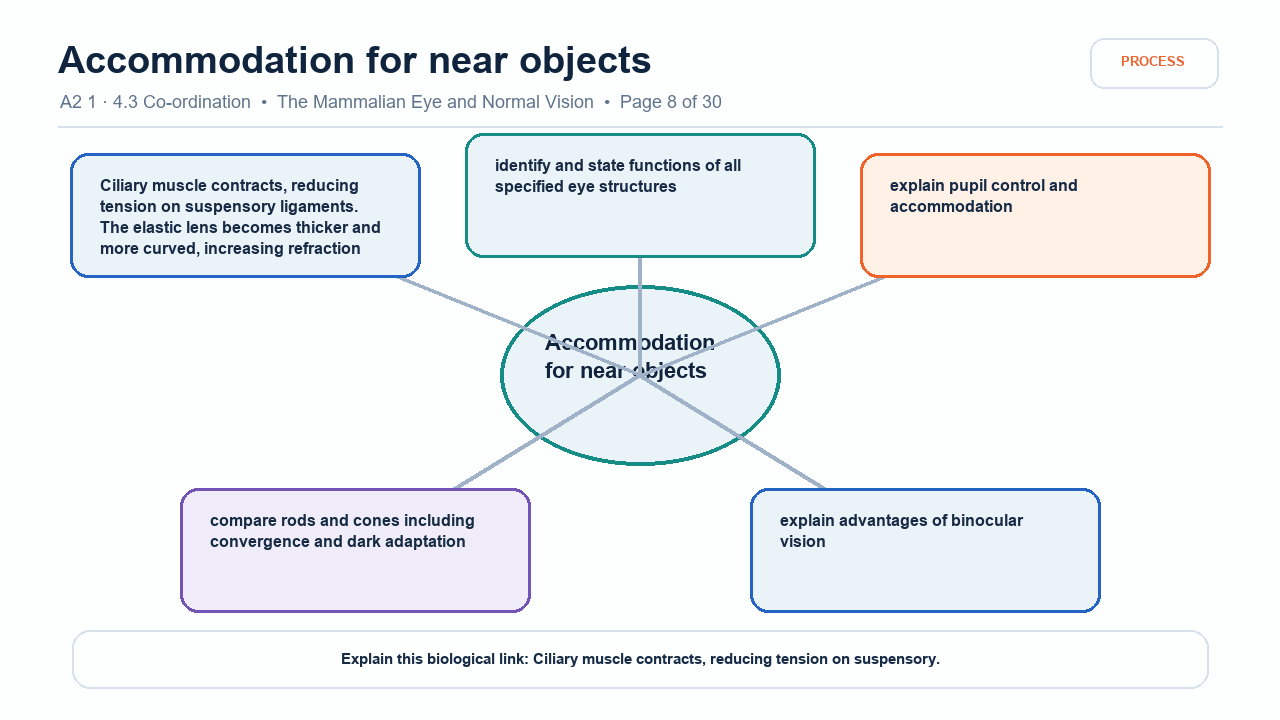 Accommodation for near objects
PROCESS
A2 1 · 4.3 Co-ordination • The Mammalian Eye and Normal Vision • Page 8 of 30
Ciliary muscle contracts, reducing
tension on suspensory ligaments.
The elastic lens becomes thicker and
more curved, increasing refraction
identify and state functions of all
specified eye structures
explain pupil control and
accommodation
Accommodation
for near objects
compare rods and cones including
convergence and dark adaptation
explain advantages of binocular
vision
Explain this biological link: Ciliary muscle contracts, reducing tension on suspensory.